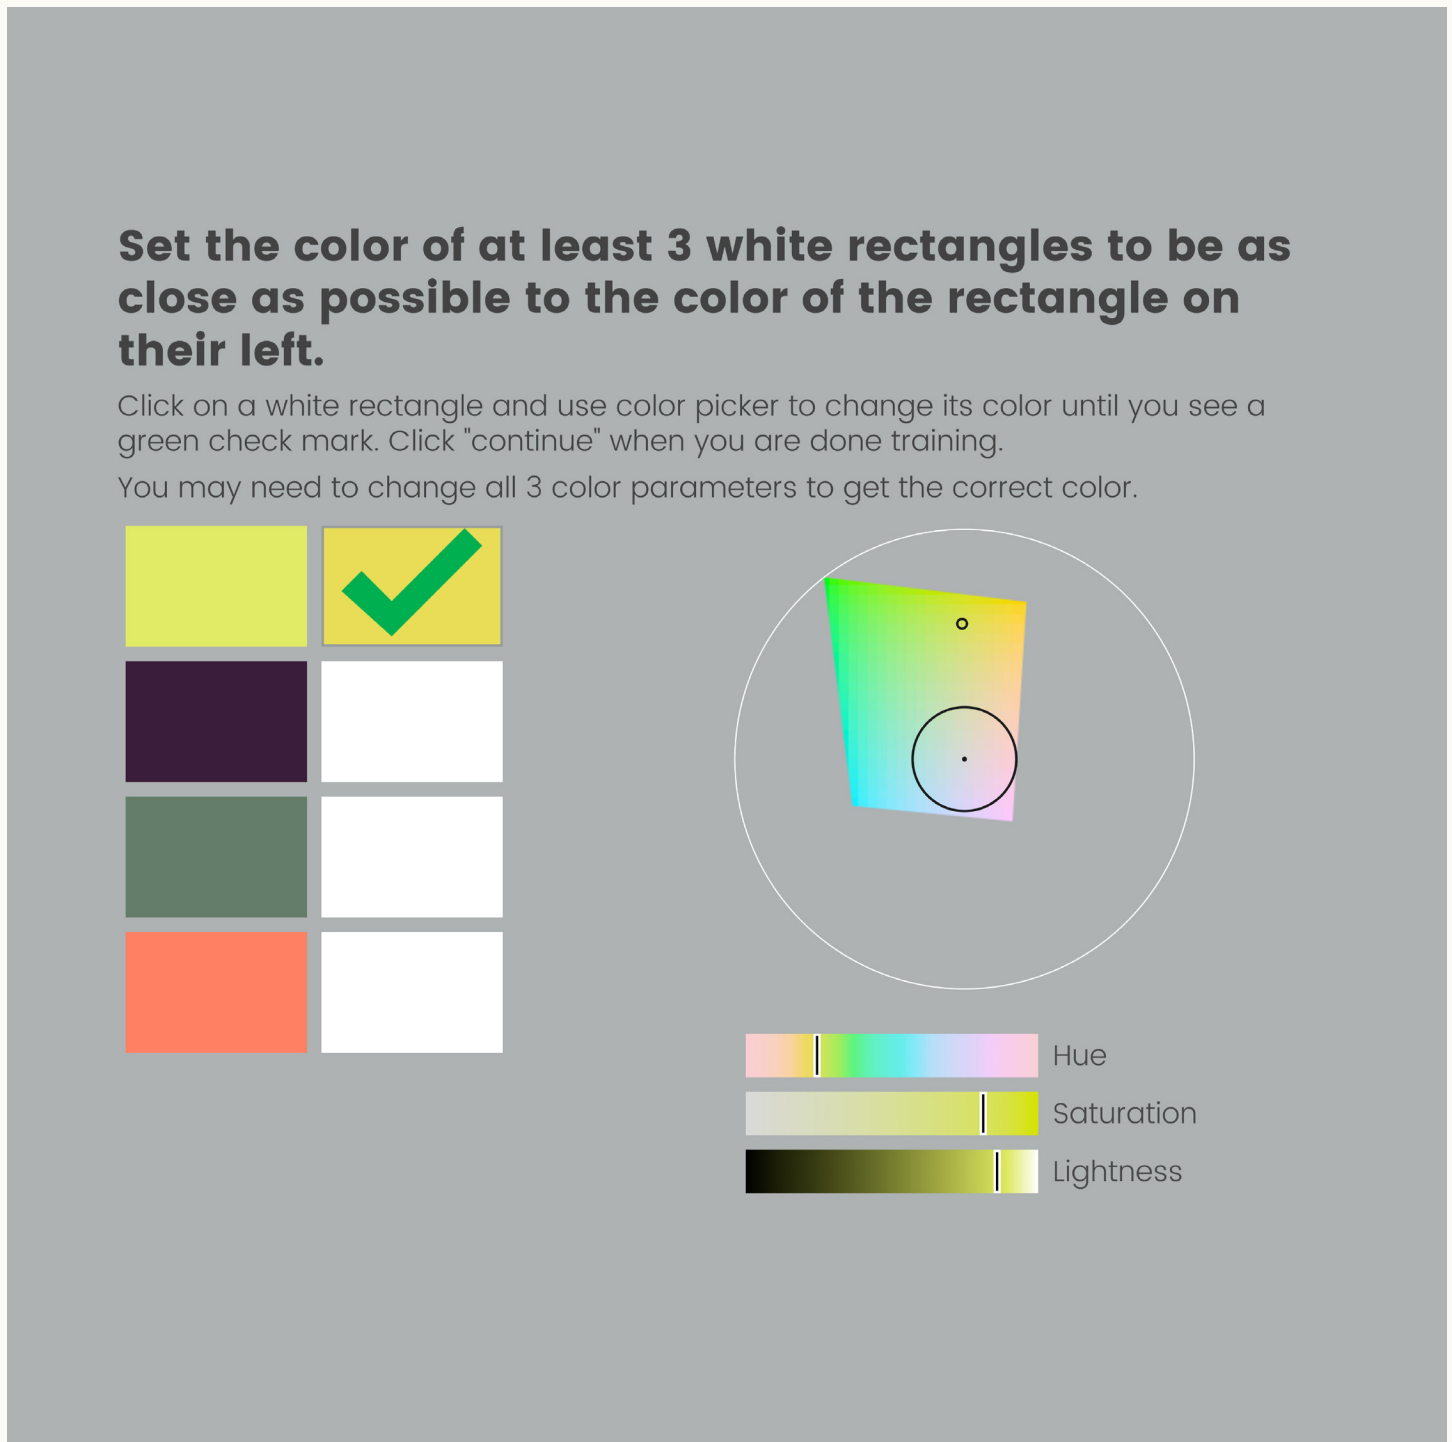 Set the color of at least 3 white rectangles to be as
close as possible to the color of the rectangle on
their left.
Click on a white rectangle and use color picker to change its color until you see a
green check mark. Click "continue" when you are done training.
You may need to change all 3 color parameters to get the correct color.
Hue
Saturation
Lightness